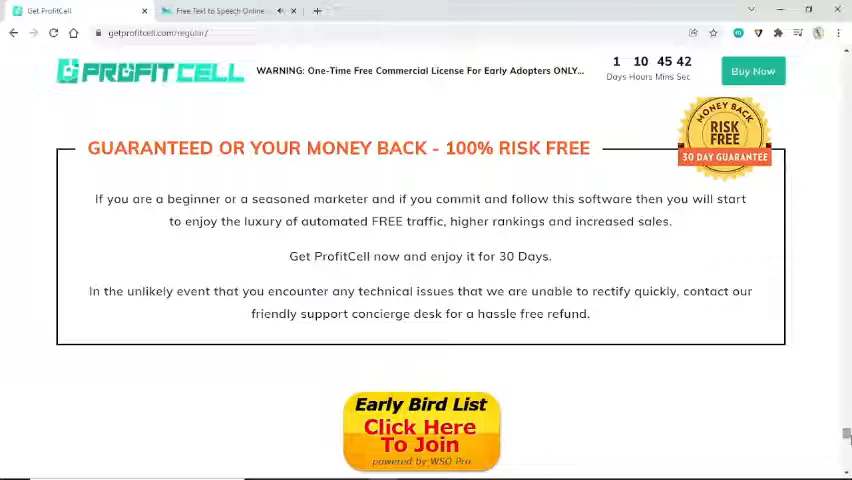 Get ProfitCell
Free Text to Speech Online
getprofitcell.com/regular/
PROFIT CELL
WARNING: One-Time Free Commercial License For Early Adopters ONLY...
1 10 45 42
Days Hours Mins Sec
Buy Now
MONEY BACK
RISK
FREE
30 DAY GUARANTEE
GUARANTEED OR YOUR MONEY BACK - 100% RISK FREE
If you are a beginner or a seasoned marketer and if you commit and follow this software then you will start
to enjoy the luxury of automated FREE traffic, higher rankings and increased sales.
Get ProfitCell now and enjoy it for 30 Days.
In the unlikely event that you encounter any technical issues that we are unable to rectify quickly, contact our
friendly support concierge desk for a hassle free refund.
Early Bird List
Click Here
To Join
powered by WSO Pro